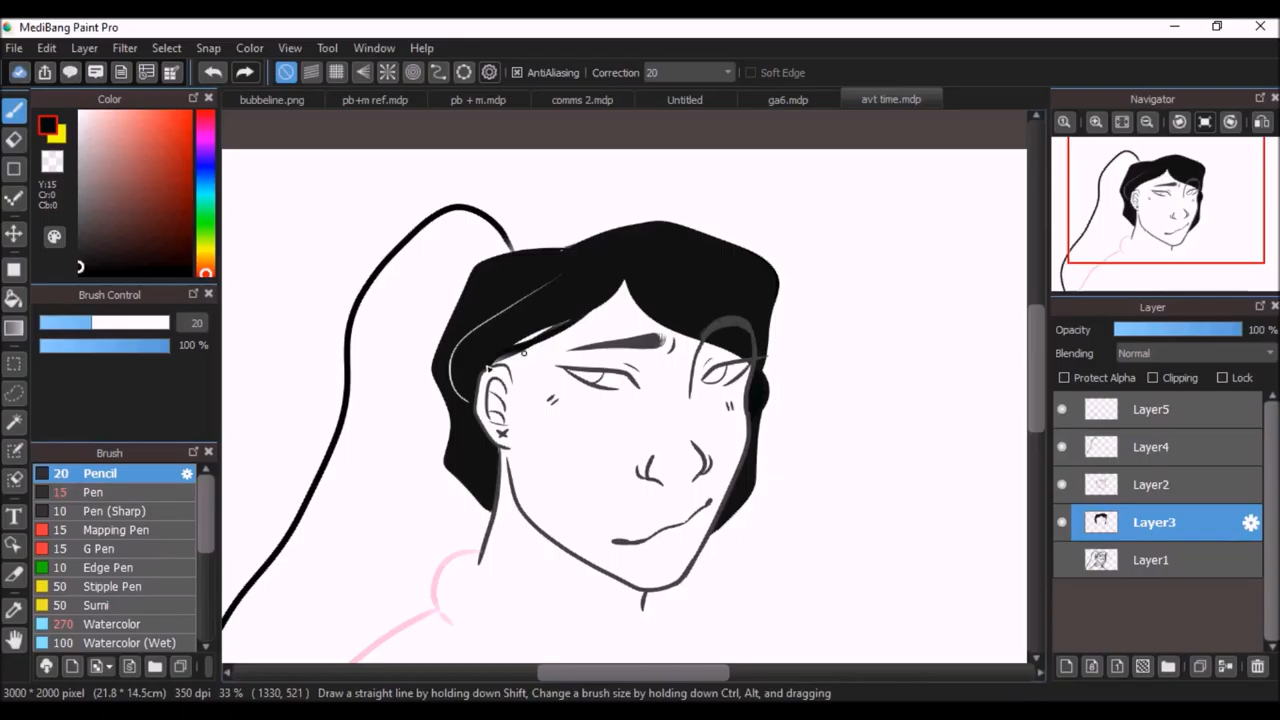 MediBang Paint Pro
File Edit Layer Filter Select Snap Color View Tool Window Help
AntiAliasing Correction 20 Soft Edge
Color
bubbeline.png pb+m ref.mdp pb + m.mdp comms 2.mdp Untitled ga6.mdp avt time.mdp
Navigator
Y:15
Cr:0
Cb:0
Brush Control
20
100 %
Brush
20 Pencil
15 Pen
10 Pen (Sharp)
15 Mapping Pen
15 G Pen
10 Edge Pen
50 Stipple Pen
50 Sumi
270 Watercolor
100 Watercolor (Wet)
Layer
Opacity 100 %
Blending Normal
Protect Alpha Clipping Lock
Layer5
Layer4
Layer2
Layer3
Layer1
3000 * 2000 pixel (21.8 * 14.5cm) 350 dpi 33 % ( 1330, 521 ) Draw a straight line by holding down Shift, Change a brush size by holding down Ctrl, Alt, and dragging